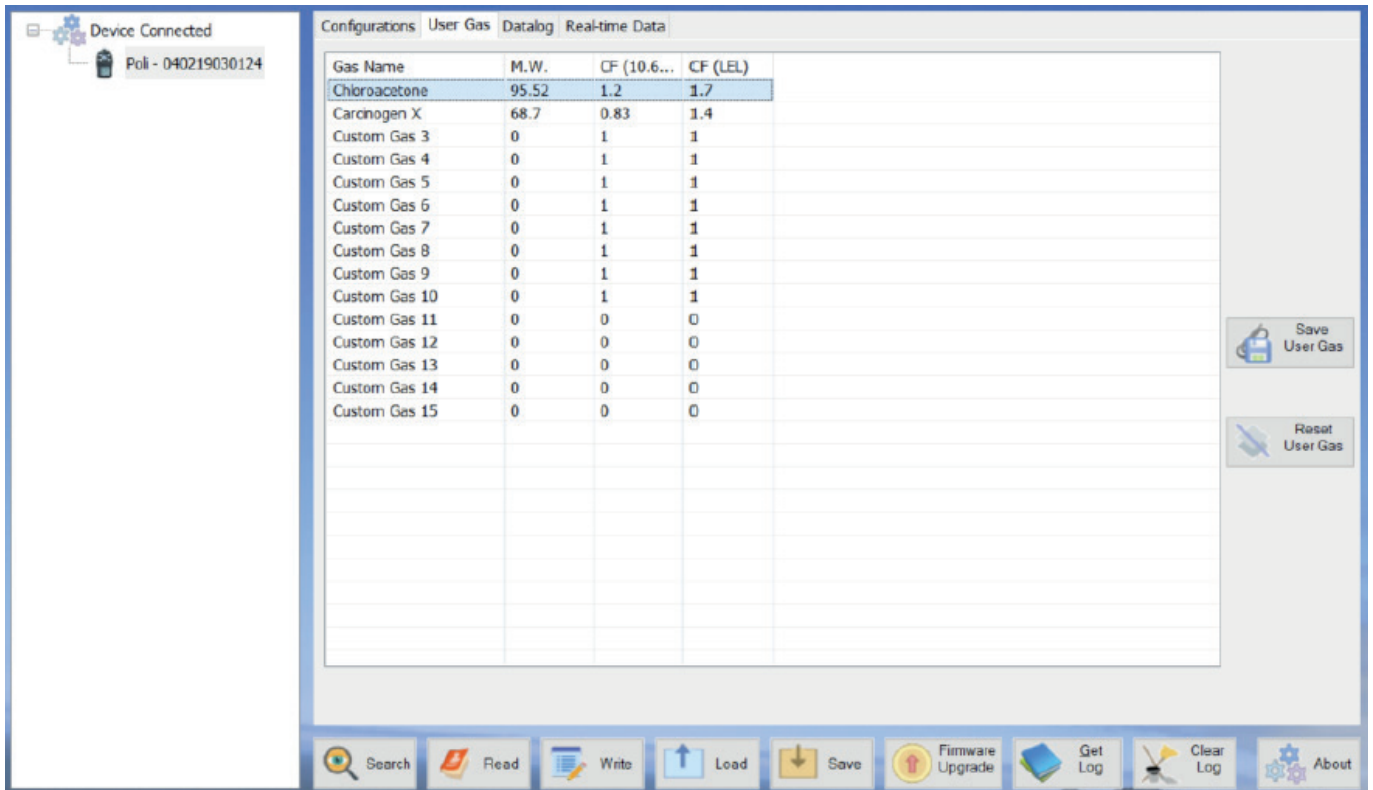 Device Connected
Poli - 040219030124
Configurations User Gas Datalog Real-time Data
Gas Name M.W. CF (10.6... CF (LEL)
Chloroacetone 95.52 1.2 1.7
Carcinogen X 68.7 0.83 1.4
Custom Gas 3 0 1 1
Custom Gas 4 0 1 1
Custom Gas 5 0 1 1
Custom Gas 6 0 1 1
Custom Gas 7 0 1 1
Custom Gas 8 0 1 1
Custom Gas 9 0 1 1
Custom Gas 10 0 1 1
Custom Gas 11 0 0 0
Custom Gas 12 0 0 0
Custom Gas 13 0 0 0
Custom Gas 14 0 0 0
Custom Gas 15 0 0 0
Save
User Gas
Reset
User Gas
Search
Read
Write
Load
Save
Firmware
Upgrade
Get
Log
Clear
Log
About